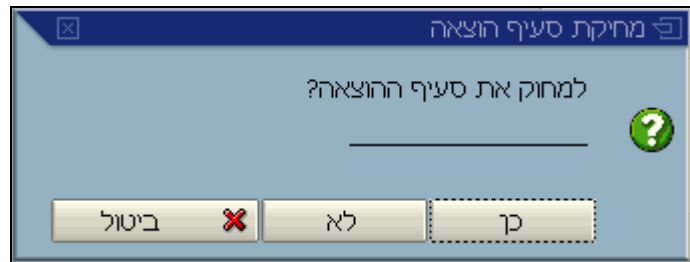 מחיקת סעיף הוצאה
למחוק את סעיף ההוצאה?
כן
לא
ביטול